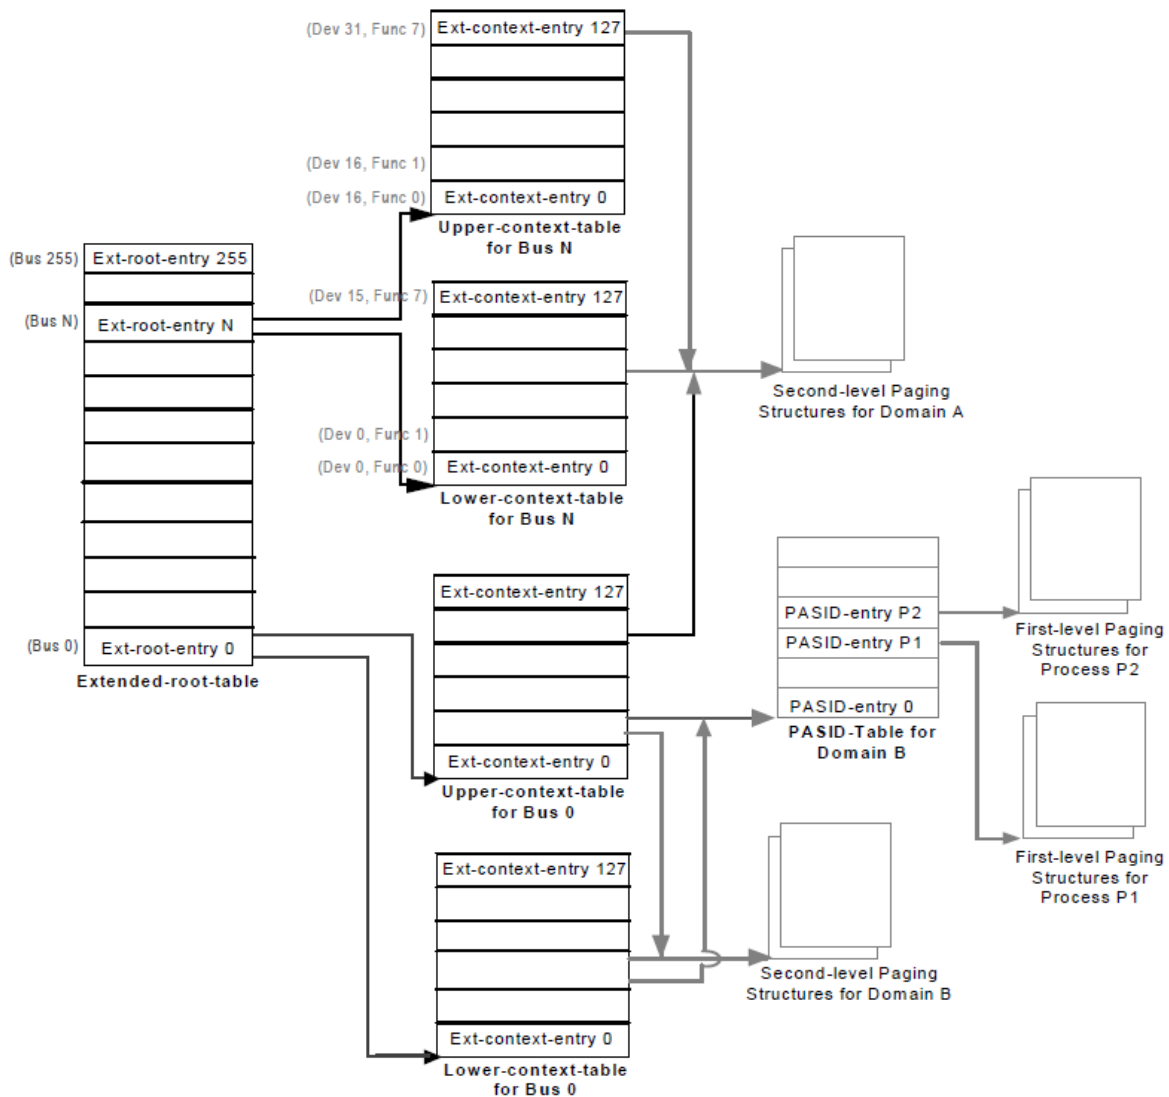 (Dev 31, Func 7)
Ext-context-entry 127
(Dev 16, Func 1)
(Dev 16, Func 0)
Ext-context-entry 0
Upper-context-table
for Bus N
(Bus 255)
Ext-root-entry 255
(Bus N)
Ext-root-entry N
(Bus 0)
Ext-root-entry 0
Extended-root-table
(Dev 15, Func 7)
Ext-context-entry 127
(Dev 0, Func 1)
(Dev 0, Func 0)
Ext-context-entry 0
Lower-context-table
for Bus N
Second-level Paging
Structures for Domain A
Ext-context-entry 127
Ext-context-entry 0
Upper-context-table
for Bus 0
PASID-entry P2
PASID-entry P1
PASID-entry 0
PASID-Table for
Domain B
First-level Paging
Structures for
Process P2
First-level Paging
Structures for
Process P1
Ext-context-entry 127
Ext-context-entry 0
Lower-context-table
for Bus 0
Second-level Paging
Structures for Domain B